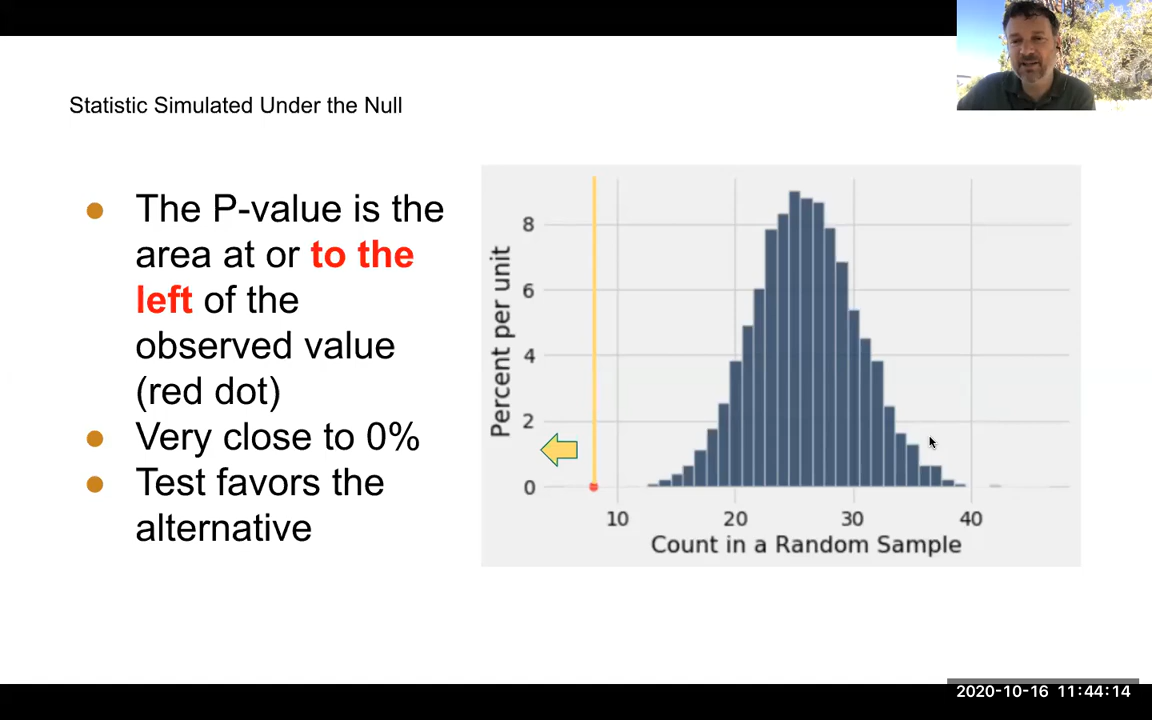 Statistic Simulated Under the Null
● The P-value is the
area at or to the
left of the
observed value
(red dot)
● Very close to 0%
● Test favors the
alternative
Percent per unit
8
6
4
2
0
10 20 30 40
Count in a Random Sample
2020-10-16 11:44:14